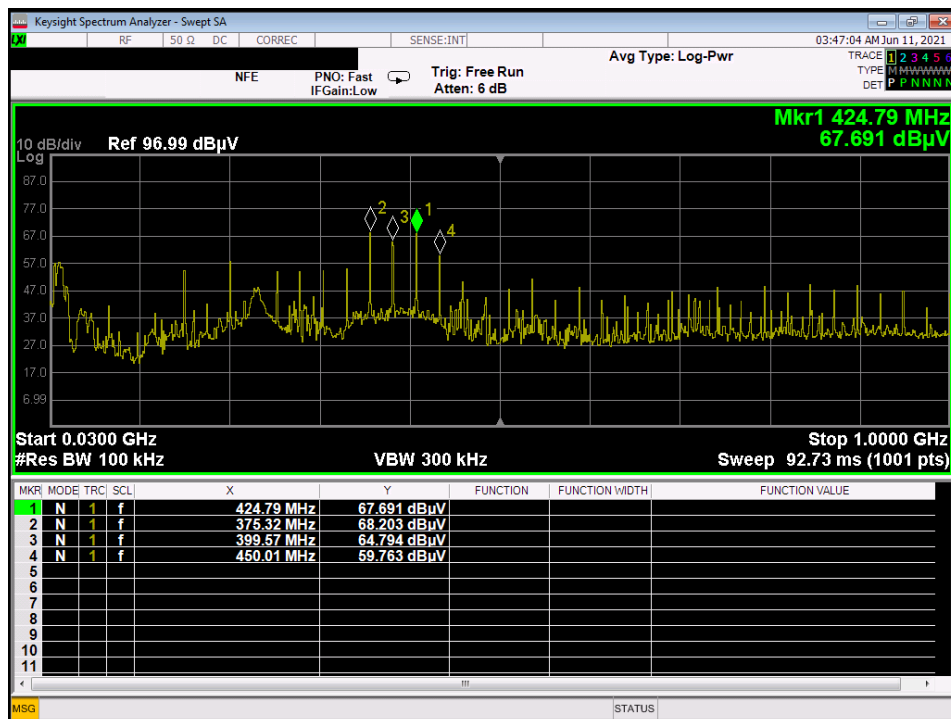 Keysight Spectrum Analyzer - Swept SA
LXI RF 50 Ω DC CORREC SENSE:INT 03:47:04 AM Jun 11, 2021
Avg Type: Log-Pwr TRACE 1 2 3 4 5 6
NFE PNO: Fast Trig: Free Run TYPE M M W W W W
IFGain:Low Atten: 6 dB DET P P N N N N
Mkr1 424.79 MHz
10 dB/div Ref 96.99 dBµV 67.691 dBµV
Log
87.0
77.0 2 3 1
67.0 4
57.0
47.0
37.0
27.0
17.0
6.99
Start 0.0300 GHz Stop 1.0000 GHz
#Res BW 100 kHz VBW 300 kHz Sweep 92.73 ms (1001 pts)
MKR MODE TRC SCL X Y FUNCTION FUNCTION WIDTH FUNCTION VALUE
1 N 1 f 424.79 MHz 67.691 dBµV
2 N 1 f 375.32 MHz 68.203 dBµV
3 N 1 f 399.57 MHz 64.794 dBµV
4 N 1 f 450.01 MHz 59.763 dBµV
5
6
7
8
9
10
11
MSG STATUS